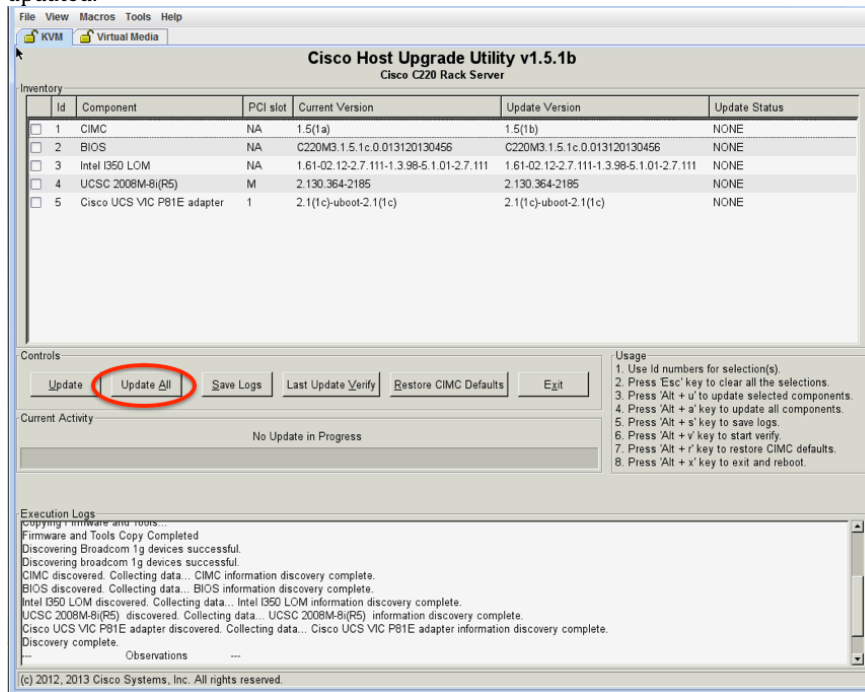 updated.
File View Macros Tools Help
KVM Virtual Media
Cisco Host Upgrade Utility v1.5.1b
Cisco C220 Rack Server
Inventory
Id Component PCI slot Current Version Update Version Update Status
1 CIMC NA 1.5(1a) 1.5(1b) NONE
2 BIOS NA C220M3.1.5.1c.0.013120130456 C220M3.1.5.1c.0.013120130456 NONE
3 Intel I350 LOM NA 1.61-02.12-2.7.111-1.3.98-5.1.01-2.7.111 1.61-02.12-2.7.111-1.3.98-5.1.01-2.7.111 NONE
4 UCSC 2008M-8i(R5) M 2.130.364-2185 2.130.364-2185 NONE
5 Cisco UCS VIC P81E adapter 1 2.1(1c)-uboot-2.1(1c) 2.1(1c)-uboot-2.1(1c) NONE
Controls
Update Update All Save Logs Last Update Verify Restore CIMC Defaults Exit
Current Activity
No Update in Progress
Usage
1. Use Id numbers for selection(s).
2. Press 'Esc' key to clear all the selections.
3. Press 'Alt + u' to update selected components.
4. Press 'Alt + a' key to update all components.
5. Press 'Alt + s' key to save logs.
6. Press 'Alt + v' key to start verify.
7. Press 'Alt + r' key to restore CIMC defaults.
8. Press 'Alt + x' key to exit and reboot.
Execution Logs
Copying Firmware and Tools...
Firmware and Tools Copy Completed
Discovering Broadcom 1g devices successful.
Discovering broadcom 1g devices successful.
CIMC discovered. Collecting data... CIMC information discovery complete.
BIOS discovered. Collecting data... BIOS information discovery complete.
Intel I350 LOM discovered. Collecting data... Intel I350 LOM information discovery complete.
UCSC 2008M-8i(R5) discovered. Collecting data... UCSC 2008M-8i(R5) information discovery complete.
Cisco UCS VIC P81E adapter discovered. Collecting data... Cisco UCS VIC P81E adapter information discovery complete.
Discovery complete.
--- Observations ---
(c) 2012, 2013 Cisco Systems, Inc. All rights reserved.